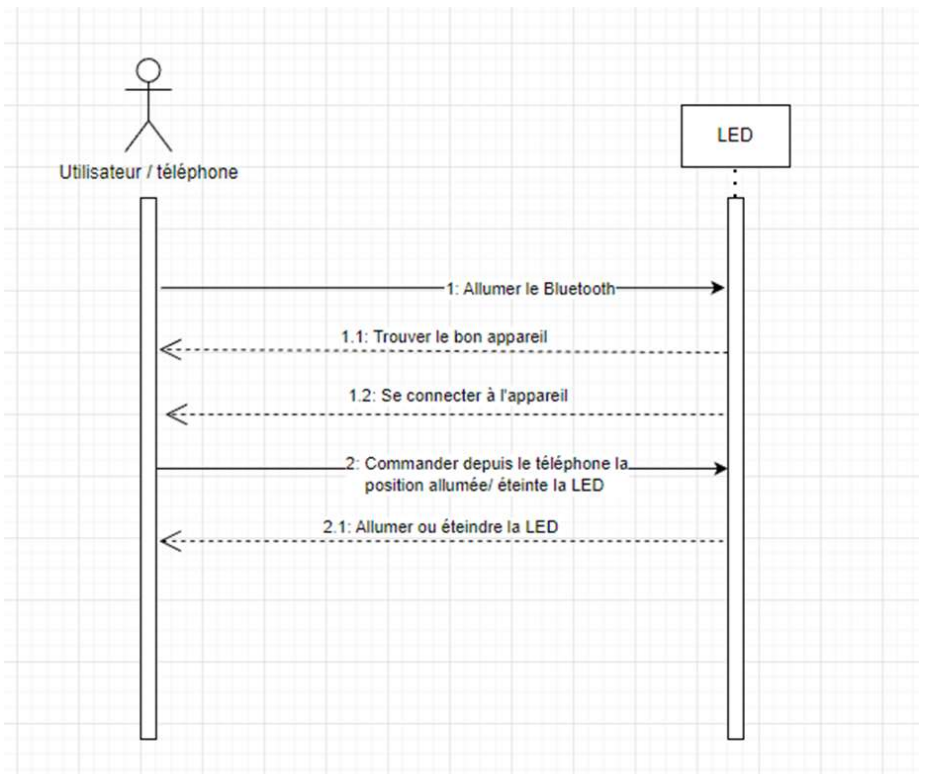 Utilisateur / téléphone
LED
1: Allumer le Bluetooth
1.1: Trouver le bon appareil
1.2: Se connecter à l'appareil
2: Commander depuis le téléphone la
position allumée/ éteinte la LED
2.1: Allumer ou éteindre la LED